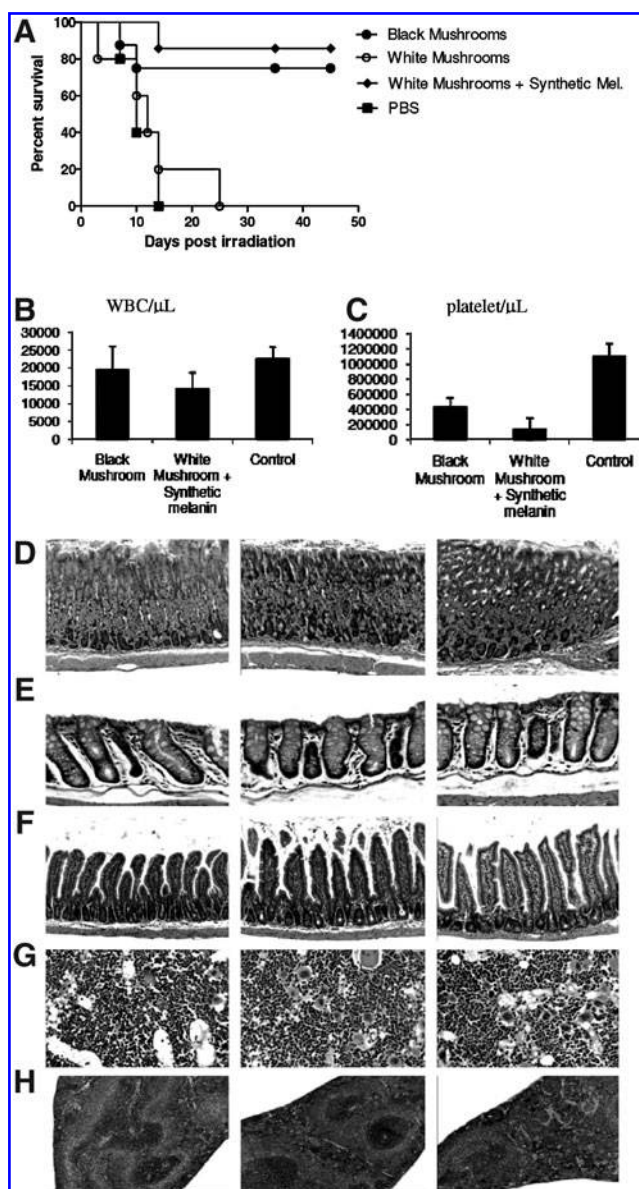 A
Percent survival
100
80
60
40
20
0
0 10 20 30 40 50
Days post irradiation
Black Mushrooms
White Mushrooms
White Mushrooms + Synthetic Mel.
PBS
B
WBC/μL
30000
25000
20000
15000
10000
5000
0
Black
Mushroom
White
Mushroom +
Synthetic
melanin
Control
C
platelet/μL
1400000
1200000
1000000
800000
600000
400000
200000
0
Black
Mushroom
White
Mushroom
+ Synthetic
melanin
Control
D
E
F
G
H